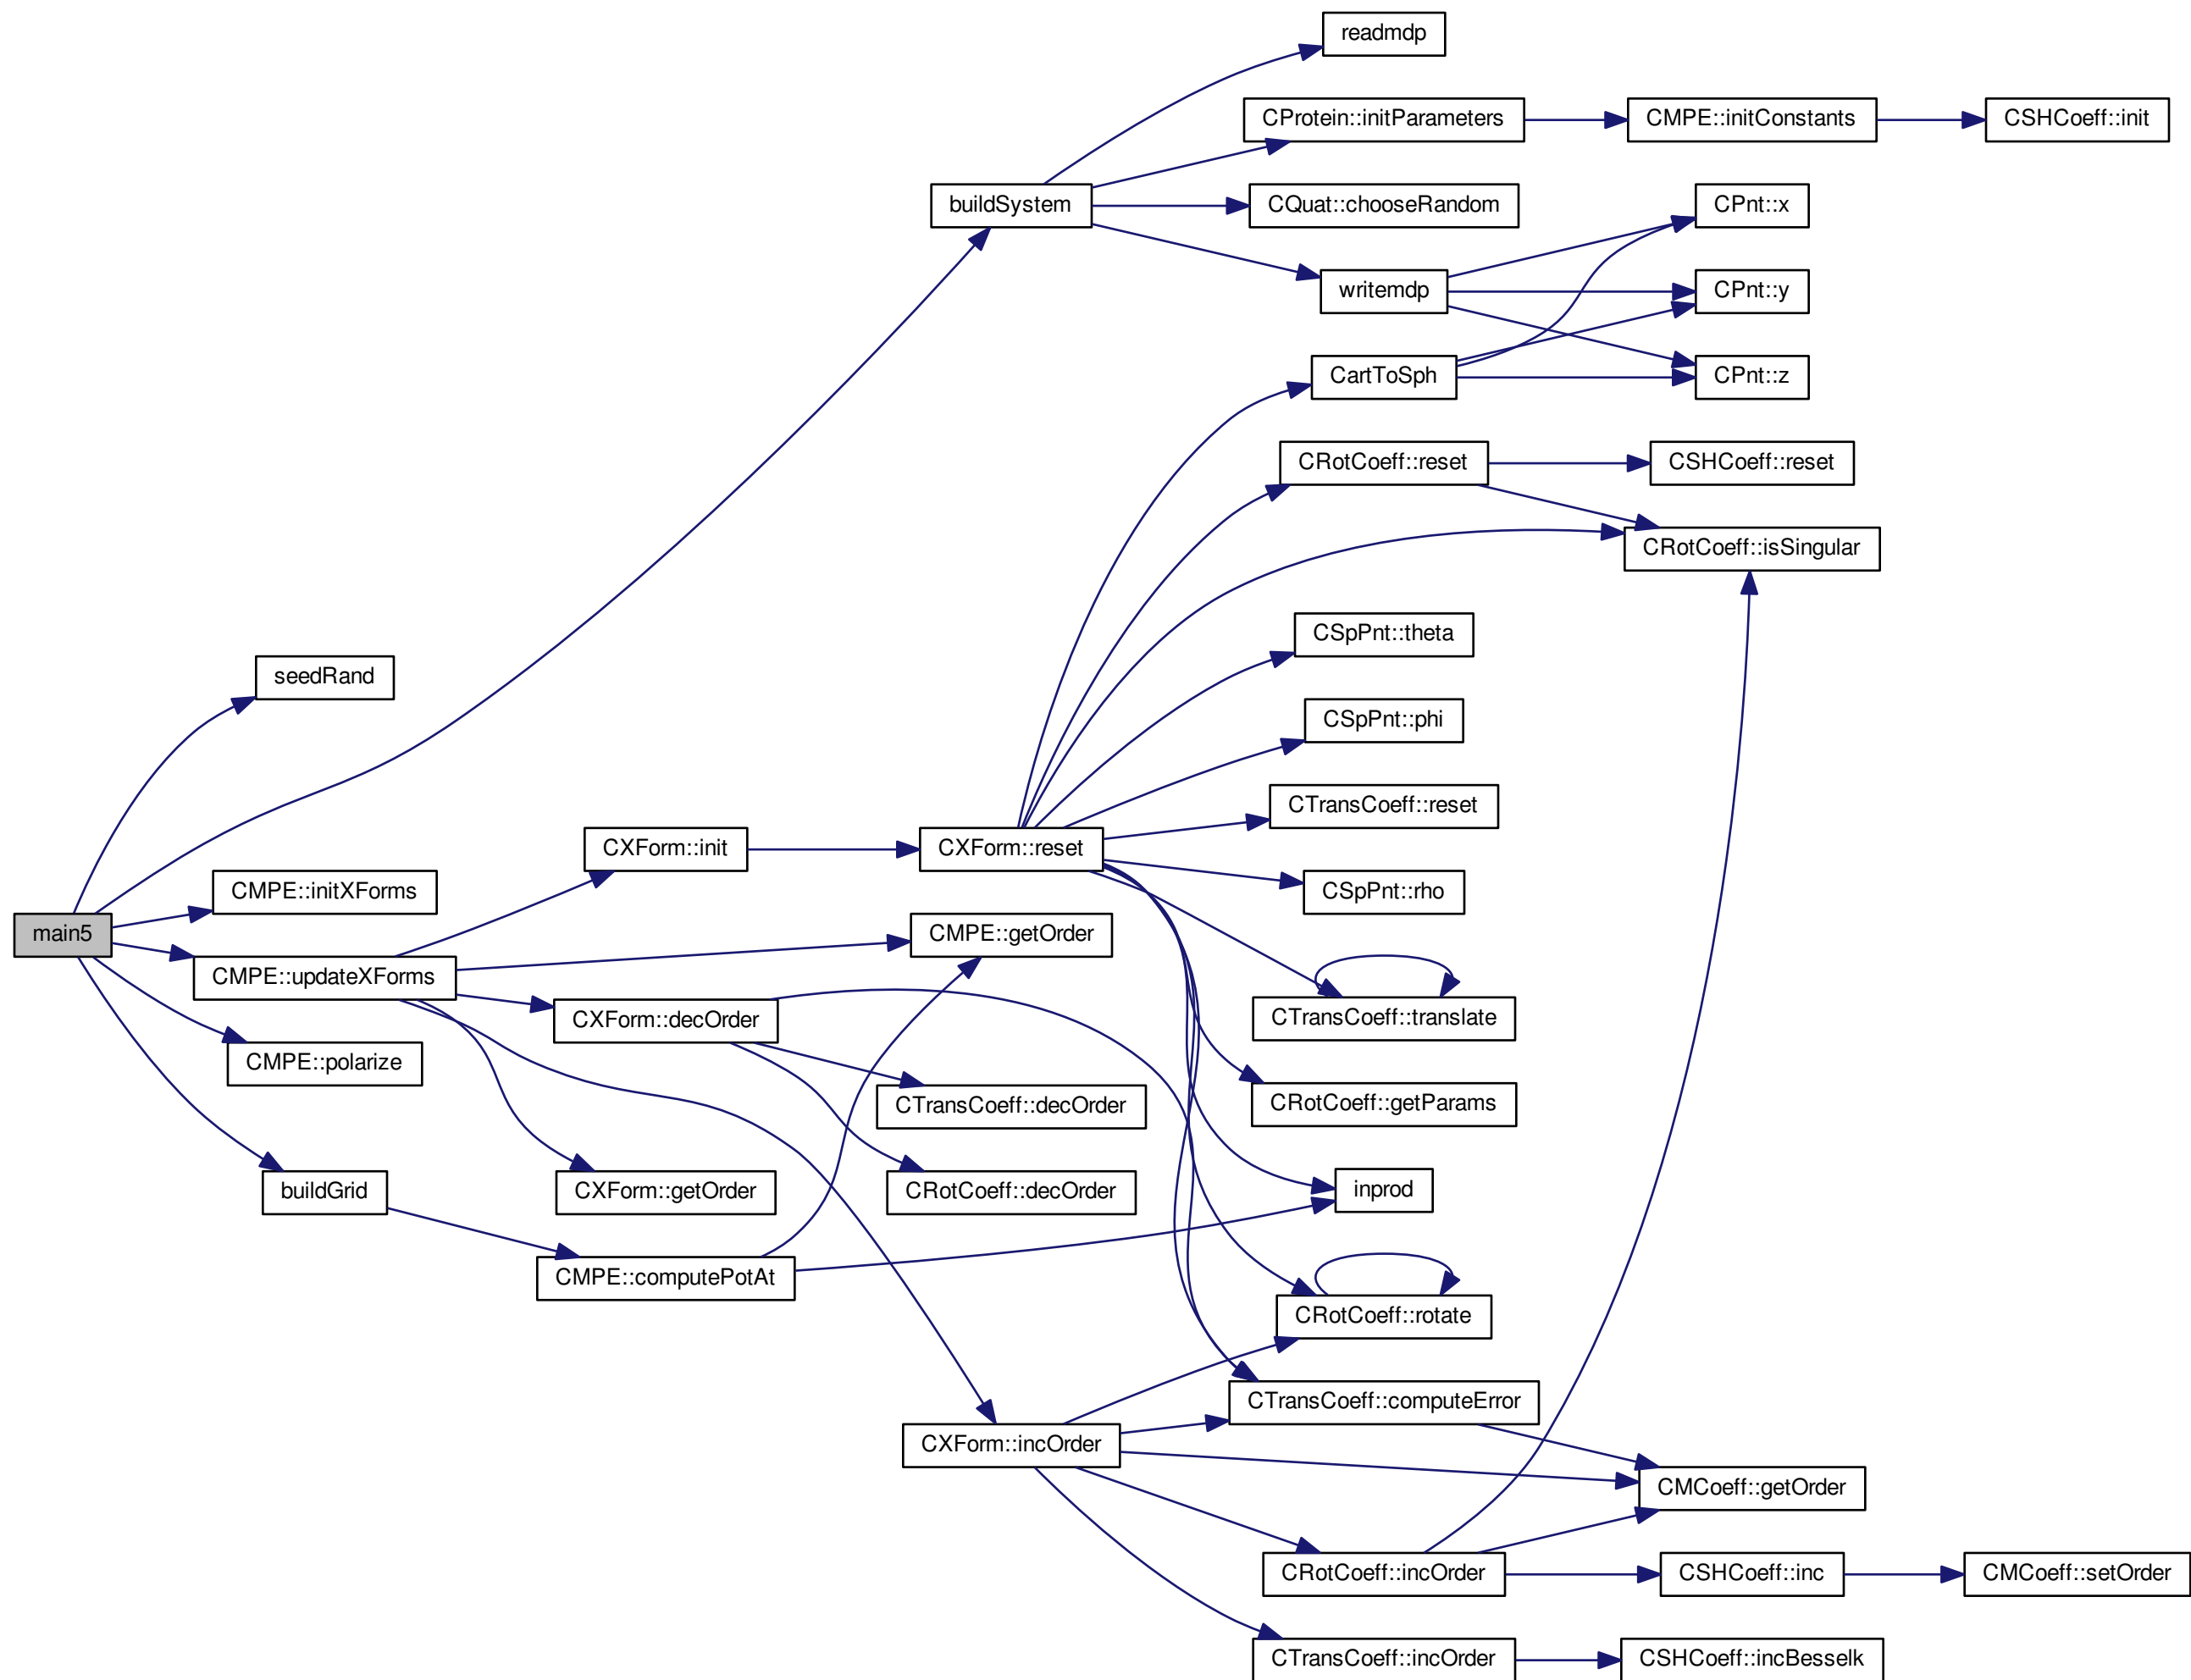 readmdp
CProtein::initParameters
CMPE::initConstants
CSHCoeff::init
buildSystem
CQuat::chooseRandom
CPnt::x
writemdp
CPnt::y
CartToSph
CPnt::z
CRotCoeff::reset
CSHCoeff::reset
CRotCoeff::isSingular
CSpPnt::theta
seedRand
CSpPnt::phi
CTransCoeff::reset
CXForm::init
CXForm::reset
CMPE::initXForms
CSpPnt::rho
main5
CMPE::getOrder
CMPE::updateXForms
CXForm::decOrder
CTransCoeff::translate
CMPE::polarize
CTransCoeff::decOrder
CRotCoeff::getParams
buildGrid
CXForm::getOrder
CRotCoeff::decOrder
inprod
CMPE::computePotAt
CRotCoeff::rotate
CTransCoeff::computeError
CXForm::incOrder
CMCoeff::getOrder
CRotCoeff::incOrder
CSHCoeff::inc
CMCoeff::setOrder
CTransCoeff::incOrder
CSHCoeff::incBesselk